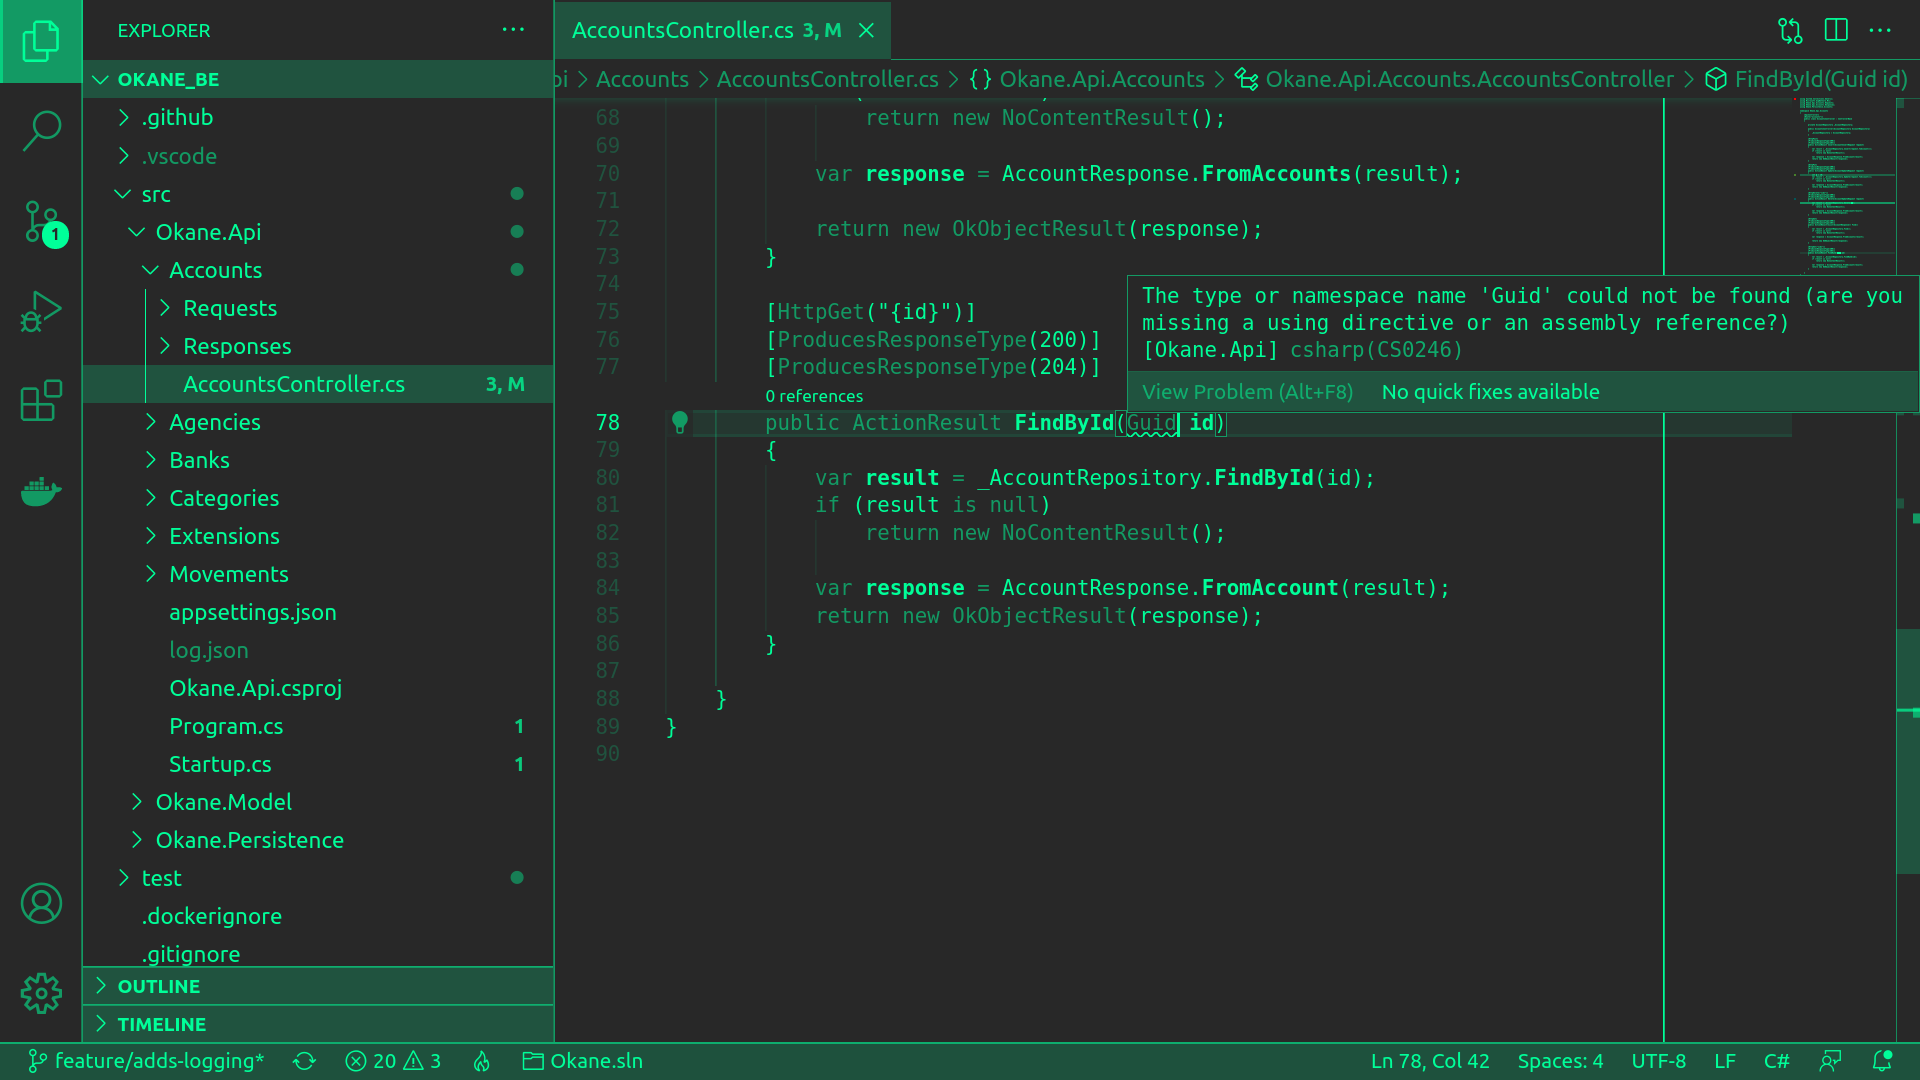 EXPLORER
OKANE_BE
.github
.vscode
src
Okane.Api
Accounts
Requests
Responses
AccountsController.cs 3, M
Agencies
Banks
Categories
Extensions
Movements
appsettings.json
log.json
Okane.Api.csproj
Program.cs 1
Startup.cs 1
Okane.Model
Okane.Persistence
test
.dockerignore
.gitignore
OUTLINE
TIMELINE
1
AccountsController.cs 3, M
pi > Accounts > AccountsController.cs > {} Okane.Api.Accounts > Okane.Api.Accounts.AccountsController > FindById(Guid id)
68 return new NoContentResult();
69
70 var response = AccountResponse.FromAccounts(result);
71
72 return new OkObjectResult(response);
73 }
74
75 [HttpGet("{id}")]
76 [ProducesResponseType(200)]
77 [ProducesResponseType(204)]
0 references
78 public ActionResult FindById(Guid id)
79 {
80 var result = _AccountRepository.FindById(id);
81 if (result is null)
82 return new NoContentResult();
83
84 var response = AccountResponse.FromAccount(result);
85 return new OkObjectResult(response);
86 }
87
88 }
89 }
90
The type or namespace name 'Guid' could not be found (are you
missing a using directive or an assembly reference?)
[Okane.Api] csharp(CS0246)
View Problem (Alt+F8) No quick fixes available
feature/adds-logging* 20 3 Okane.sln Ln 78, Col 42 Spaces: 4 UTF-8 LF C#